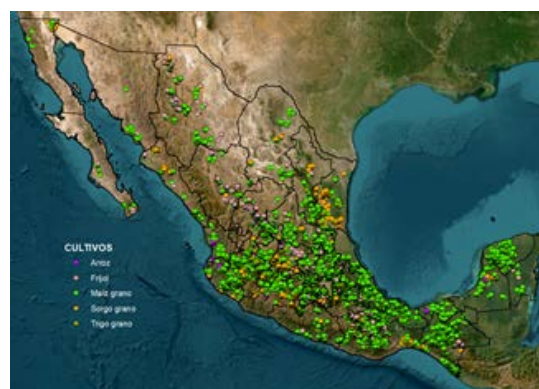 CULTIVOS
Arroz
Frijol
Maíz grano
Sorgo grano
Trigo grano